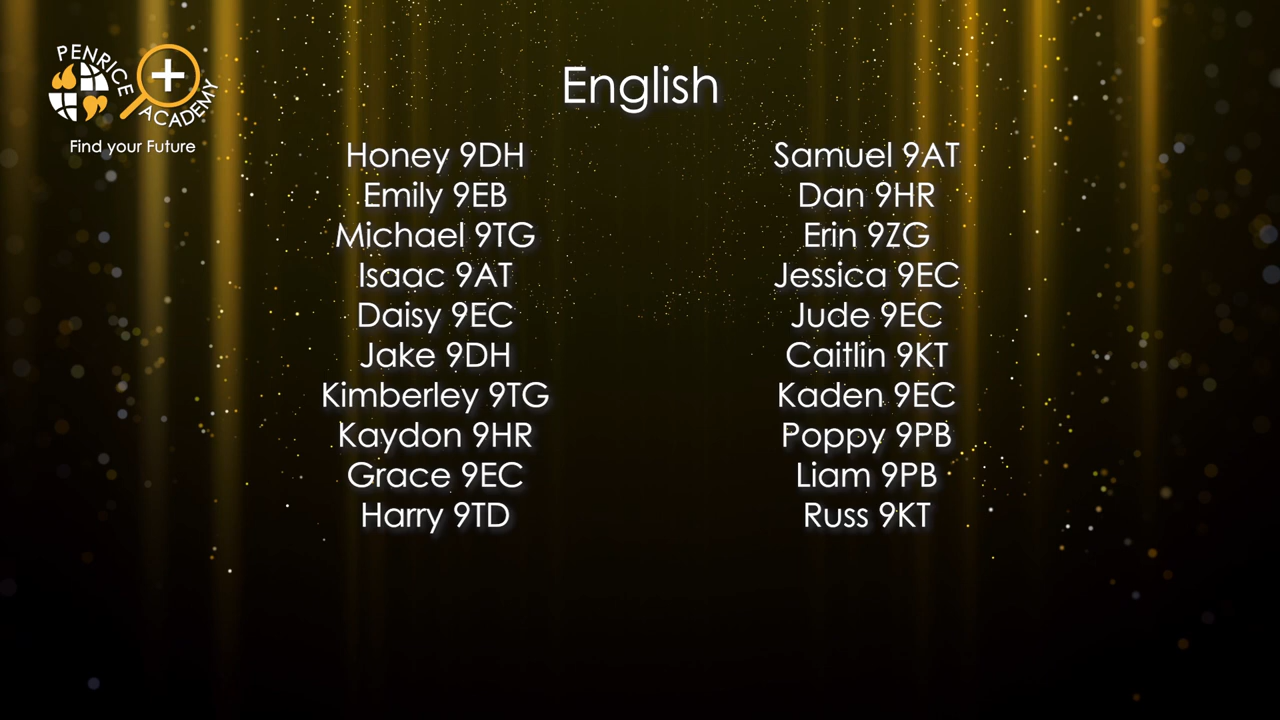 PENRICE ACADEMY
Find your Future
English
Honey 9DH
Emily 9EB
Michael 9TG
Isaac 9AT
Daisy 9EC
Jake 9DH
Kimberley 9TG
Kaydon 9HR
Grace 9EC
Harry 9TD
Samuel 9AT
Dan 9HR
Erin 9ZG
Jessica 9EC
Jude 9EC
Caitlin 9KT
Kaden 9EC
Poppy 9PB
Liam 9PB
Russ 9KT